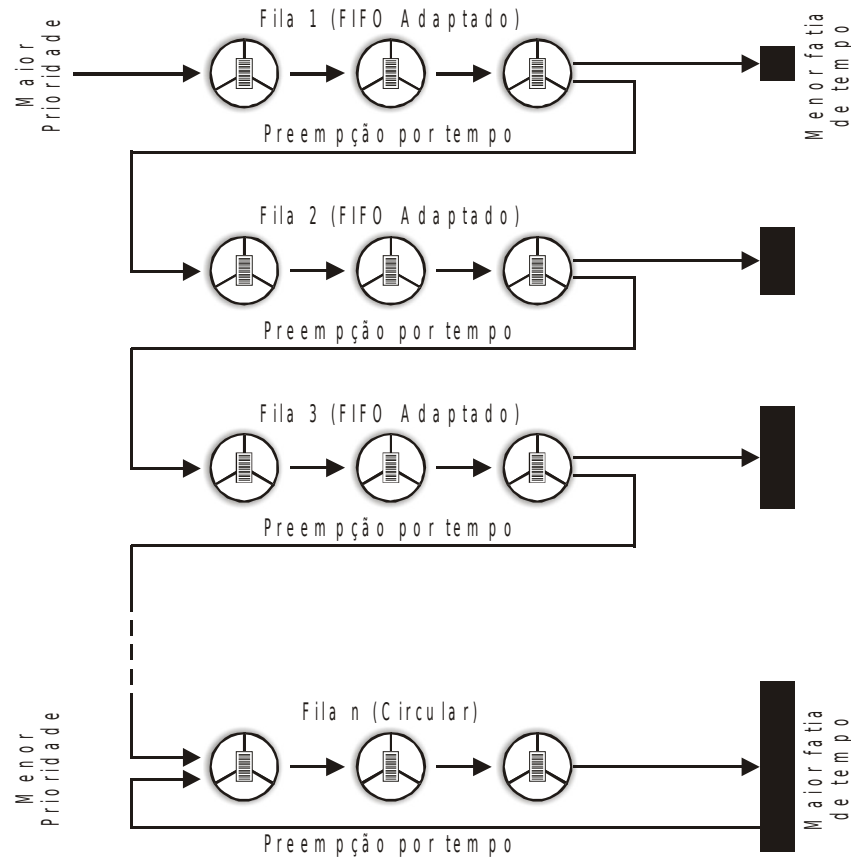 Fila 1 (FIFO Adaptado)
Maior
Prioridade
Menor fatia
de tempo
Preempção por tempo
Fila 2 (FIFO Adaptado)
Preempção por tempo
Fila 3 (FIFO Adaptado)
Preempção por tempo
Fila n (Circular)
Menor
Prioridade
Maior fatia
de tempo
Preempção por tempo